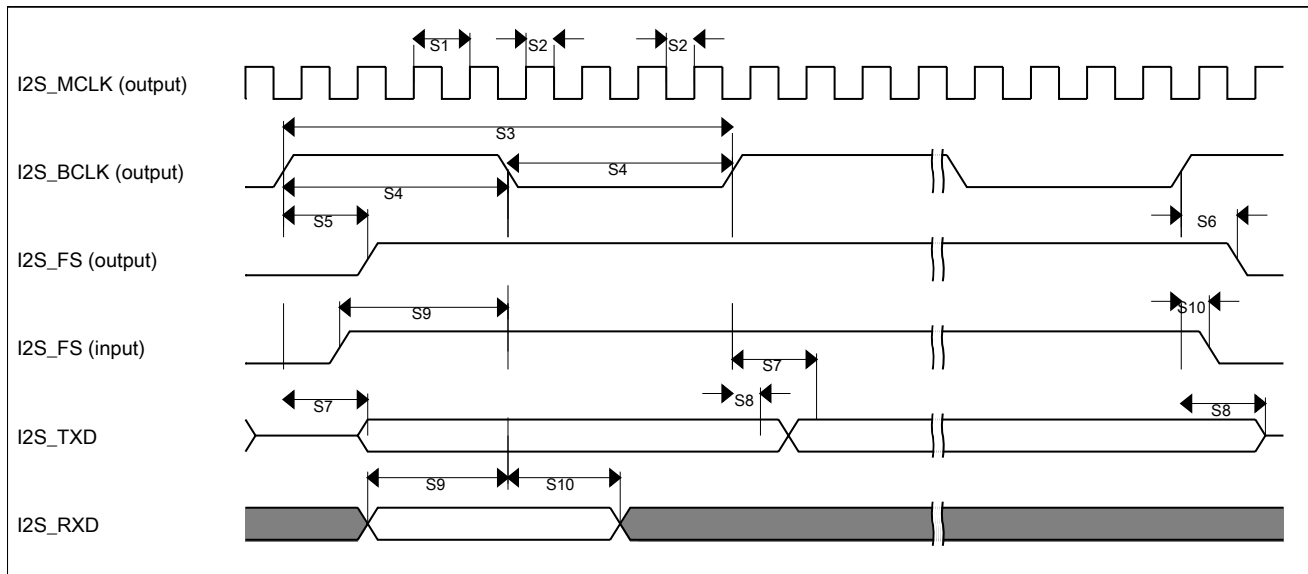 S1 S2 S2
I2S_MCLK (output)
S3
I2S_BCLK (output)
S4
S4
S5 S6
I2S_FS (output)
S9 S10
I2S_FS (input)
S7
S7 S8 S8
I2S_TXD
S9 S10
I2S_RXD